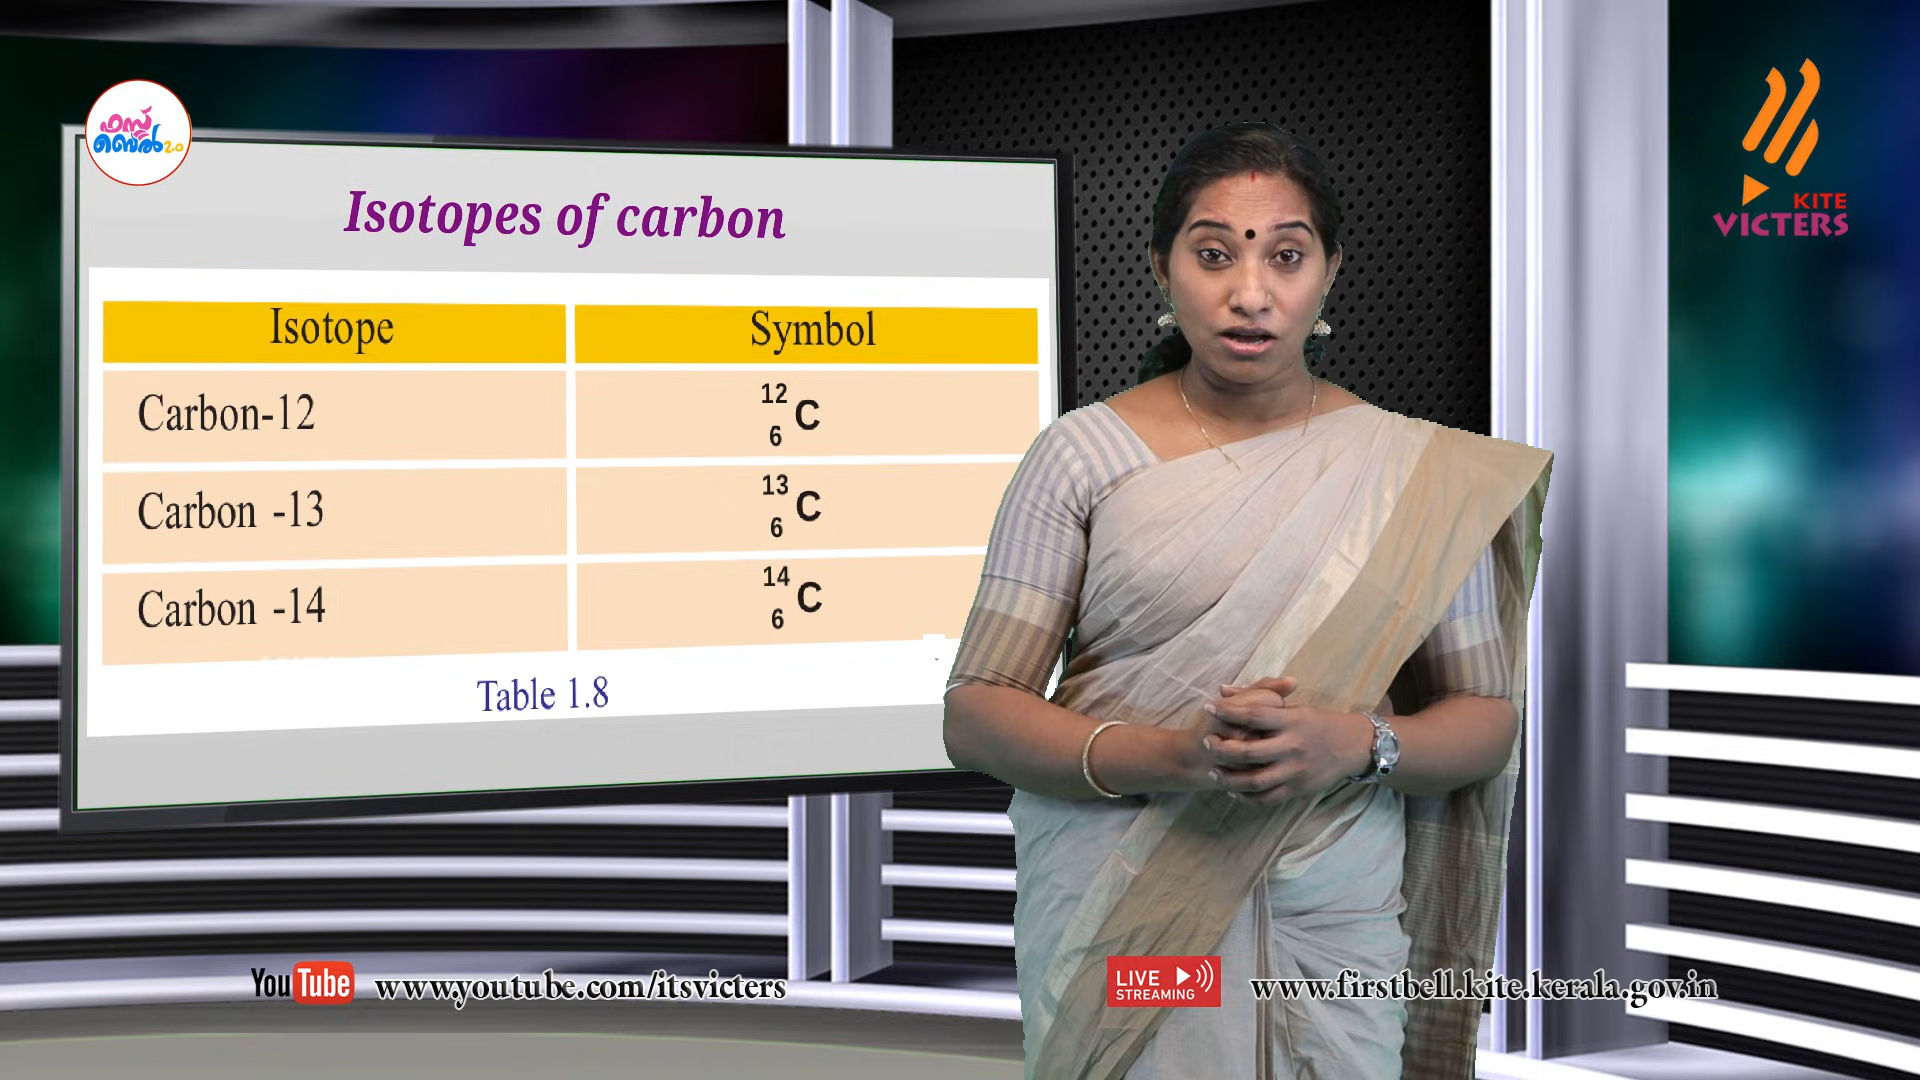 ഫസ്റ്റ്
ബെൽ 2.0
Isotopes of carbon
Isotope Symbol
Carbon-12 12 6 C
Carbon -13 13 6 C
Carbon -14 14 6 C
Table 1.8
KITE
VICTERS
YouTube www.youtube.com/itsvicters
LIVE STREAMING www.firstbell.kite.kerala.gov.in